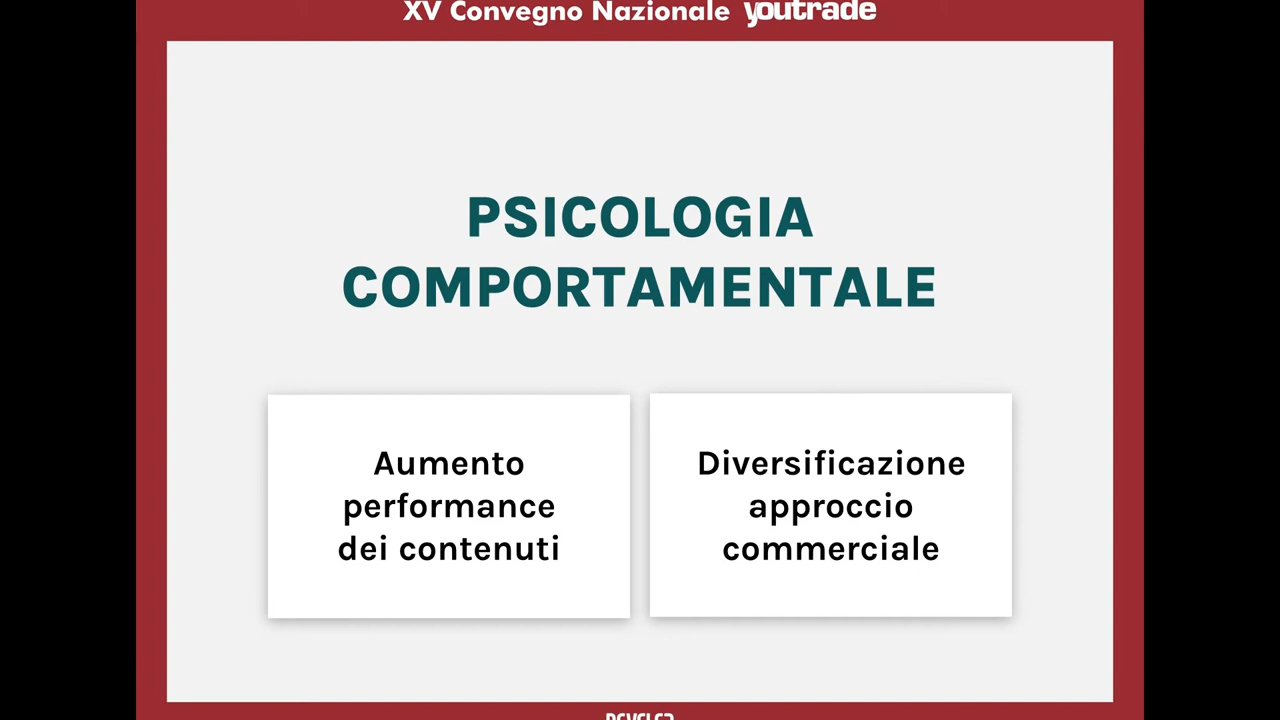 XV Convegno Nazionale youtrade
PSICOLOGIA
COMPORTAMENTALE
Aumento
performance
dei contenuti
Diversificazione
approccio
commerciale